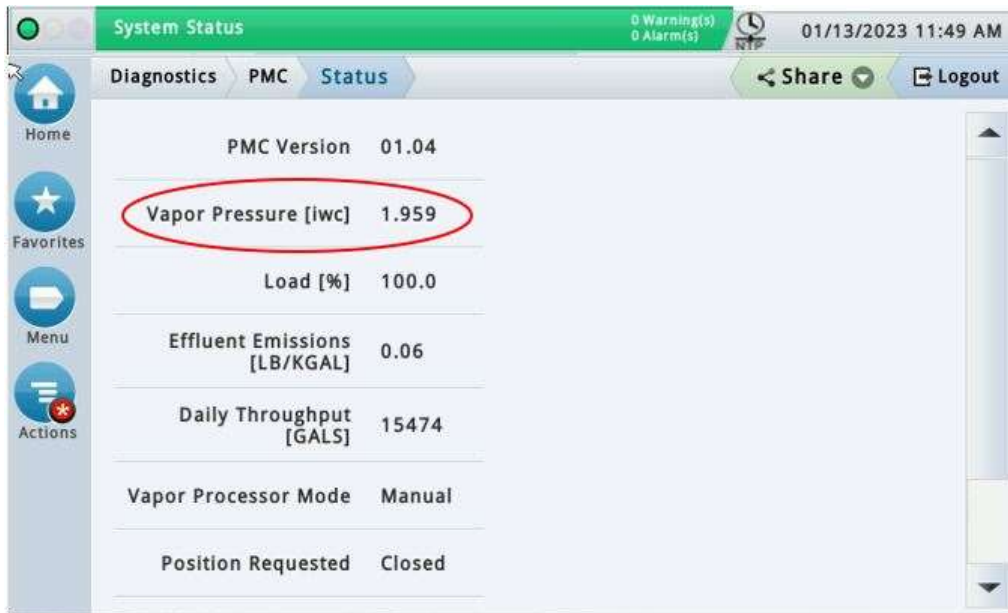 System Status
0 Warning(s)
0 Alarm(s)
NTP
01/13/2023 11:49 AM
Diagnostics PMC Status
Share
Logout
Home
Favorites
Menu
Actions
PMC Version 01.04
Vapor Pressure [iwc] 1.959
Load [%] 100.0
Effluent Emissions
[LB/KGAL] 0.06
Daily Throughput
[GALS] 15474
Vapor Processor Mode Manual
Position Requested Closed